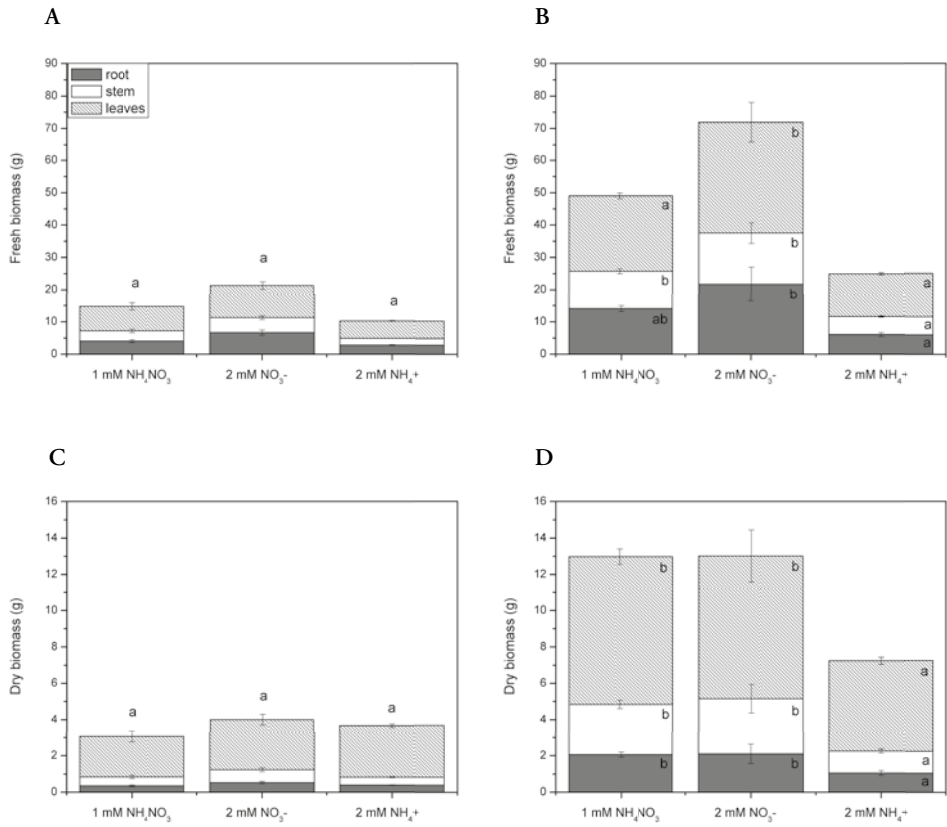 A
B
90
80
70
60
50
40
30
20
10
0
Fresh biomass (g)
root
stem
leaves
a
a
a
1 mM NH₄NO₃
2 mM NO₃-
2 mM NH₄+
90
80
70
60
50
40
30
20
10
0
Fresh biomass (g)
a
b
ab
b
b
b
a
a
a
1 mM NH₄NO₃
2 mM NO₃-
2 mM NH₄+
C
D
16
14
12
10
8
6
4
2
0
Dry biomass (g)
a
a
a
1 mM NH₄NO₃
2 mM NO₃-
2 mM NH₄+
16
14
12
10
8
6
4
2
0
Dry biomass (g)
b
b
b
b
b
b
a
a
a
1 mM NH₄NO₃
2 mM NO₃-
2 mM NH₄+